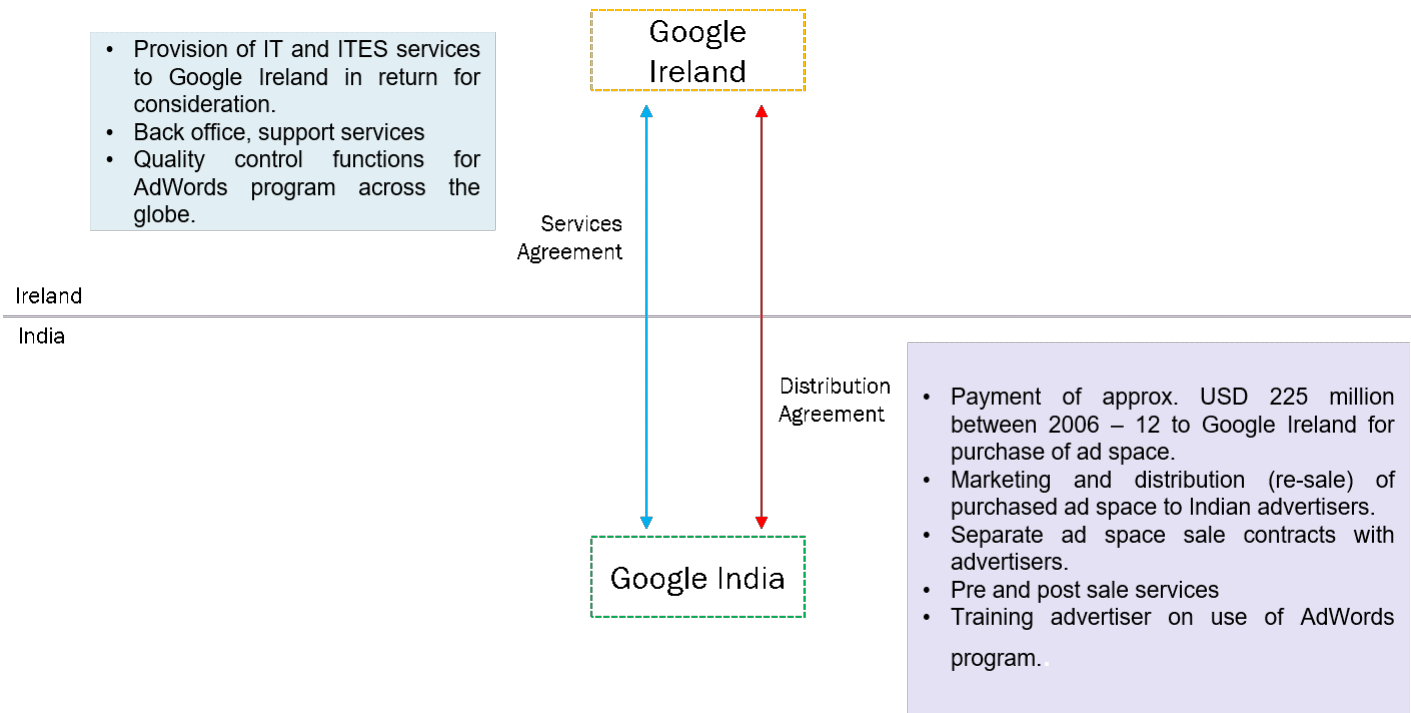 Google
Ireland
• Provision of IT and ITES services
to Google Ireland in return for
consideration.
• Back office, support services
• Quality control functions for
AdWords program across the
globe.
Services
Agreement
Ireland
India
Distribution
Agreement
• Payment of approx. USD 225 million
between 2006 – 12 to Google Ireland for
purchase of ad space.
• Marketing and distribution (re-sale) of
purchased ad space to Indian advertisers.
• Separate ad space sale contracts with
advertisers.
• Pre and post sale services
• Training advertiser on use of AdWords
program.
Google India